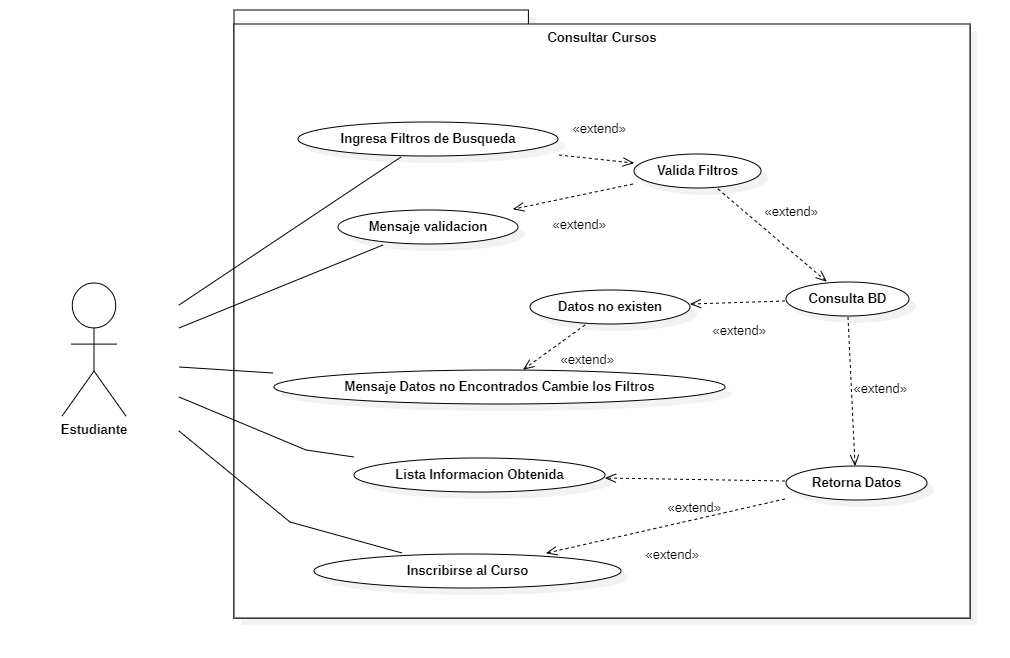 Consultar Cursos
Ingresa Filtros de Busqueda
«extend»
Valida Filtros
«extend»
Mensaje validacion
«extend»
Datos no existen
Consulta BD
«extend»
«extend»
Mensaje Datos no Encontrados Cambie los Filtros
«extend»
Estudiante
Lista Informacion Obtenida
Retorna Datos
«extend»
«extend»
Inscribirse al Curso